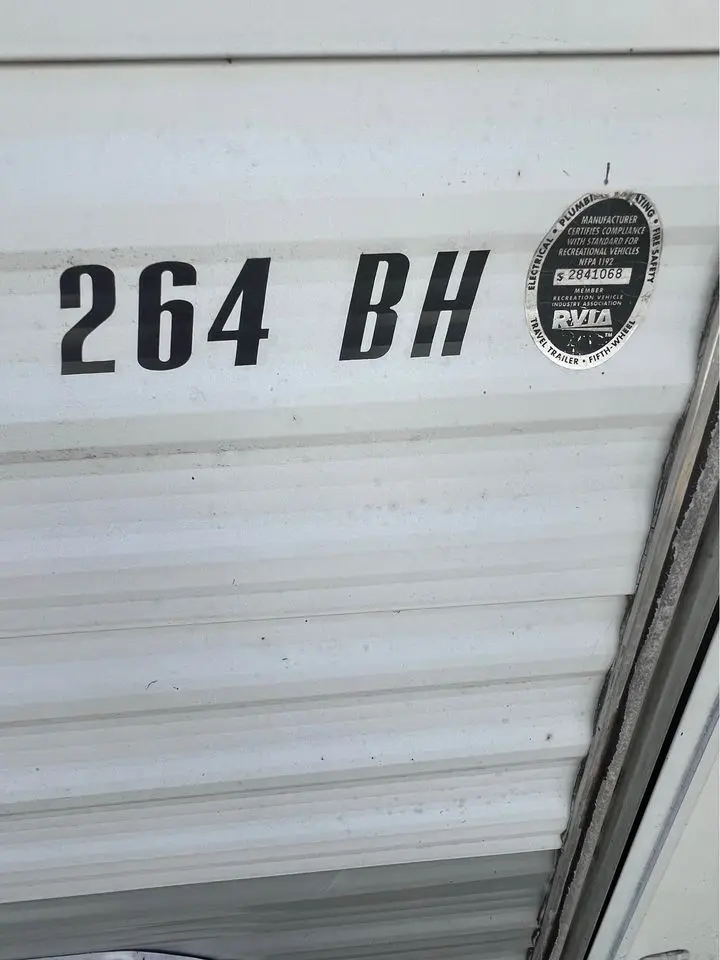 264 BH
ELECTRICAL • PLUMBING • HEATING • FIRE SAFETY
MANUFACTURER
CERTIFIES COMPLIANCE
WITH STANDARD FOR
RECREATIONAL VEHICLES
NFPA 1192
S 2841068
MEMBER
RECREATION VEHICLE
INDUSTRY ASSOCIATION
RVIA
TM
TRAVEL TRAILER • FIFTH-WHEEL